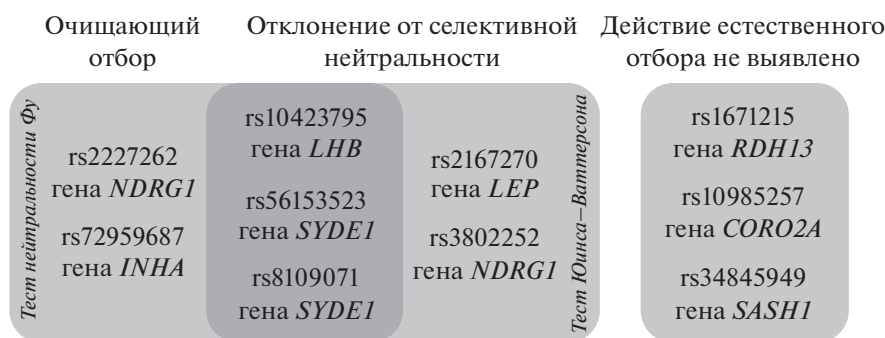 Очищающий
отбор
Отклонение от селективной
нейтральности
Действие естественного
отбора не выявлено
Тест нейтральности Фу
rs2227262
гена NDRG1
rs72959687
гена INHA
rs10423795
гена LHB
rs56153523
гена SYDE1
rs8109071
гена SYDE1
rs2167270
гена LEP
rs3802252
гена NDRG1
Тест Юинса–Ваттерсона
rs1671215
гена RDH13
rs10985257
гена CORO2A
rs34845949
гена SASH1